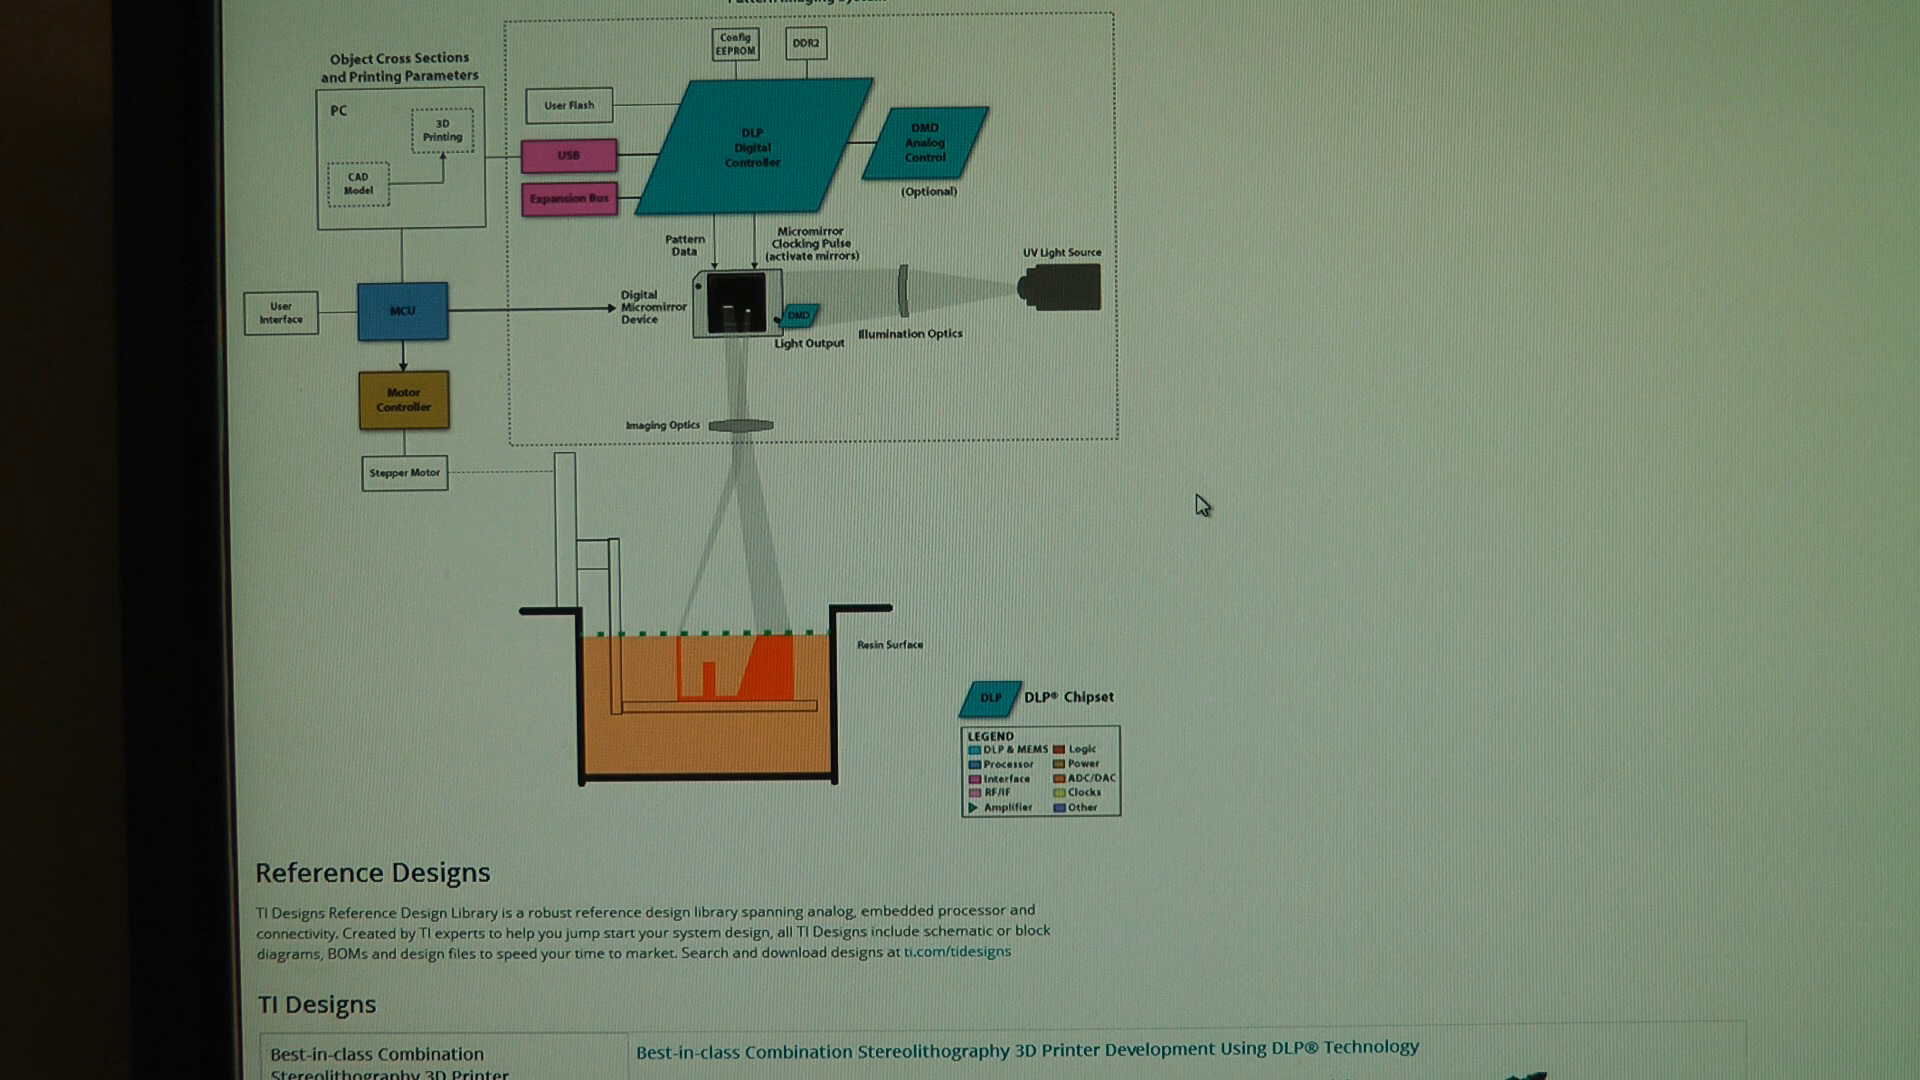 Object Cross Sections
and Printing Parameters
PC
3D
Printing
CAD
Model
Config
EEPROM
DDR2
User Flash
USB
Expansion Bus
DLP
Digital
Controller
DMD
Analog
Control
(Optional)
Pattern
Data
Micromirror
Clocking Pulse
(activate mirrors)
UV Light Source
User
Interface
MCU
Digital
Micromirror
Device
DMD
Light Output
Illumination Optics
Motor
Controller
Imaging Optics
Stepper Motor
Resin Surface
DLP
DLP® Chipset
LEGEND
DLP & MEMS
Logic
Processor
Power
Interface
ADC/DAC
RF/IF
Clocks
Amplifier
Other
Reference Designs
TI Designs Reference Design Library is a robust reference design library spanning analog, embedded processor and
connectivity. Created by TI experts to help you jump start your system design, all TI Designs include schematic or block
diagrams, BOMs and design files to speed your time to market. Search and download designs at ti.com/tidesigns
TI Designs
Best-in-class Combination
Stereolithography 3D Printer
Best-in-class Combination Stereolithography 3D Printer Development Using DLP® Technology